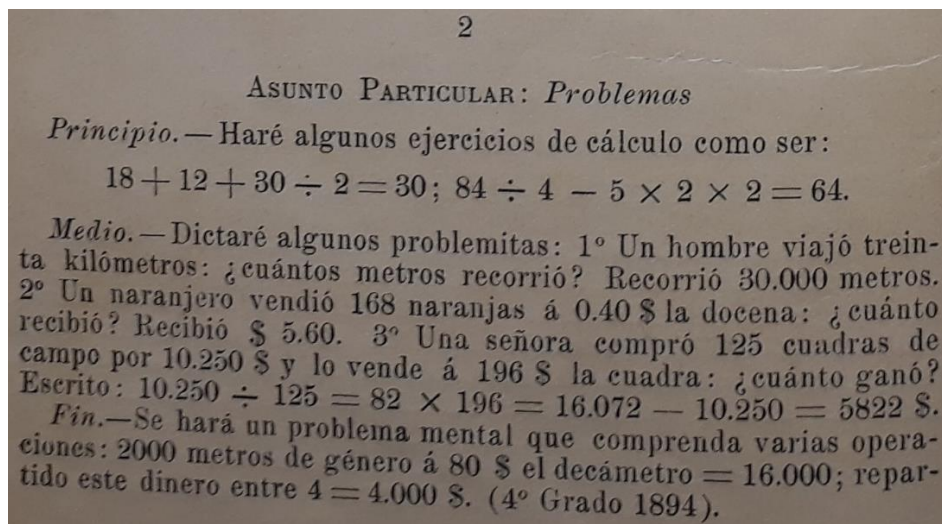 2
ASUNTO PARTICULAR: Problemas
Principio.—Haré algunos ejercicios de cálculo como ser:
18 + 12 + 30 ÷ 2 = 30; 84 ÷ 4 – 5 × 2 × 2 = 64.
Medio.—Dictaré algunos problemitas: 1º Un hombre viajó trein-
ta kilómetros: ¿cuántos metros recorrió? Recorrió 30.000 metros.
2º Un naranjero vendió 168 naranjas á 0.40 $ la docena: ¿cuánto
recibió? Recibió $ 5.60. 3º Una señora compró 125 cuadras de
campo por 10.250 $ y lo vende á 196 $ la cuadra: ¿cuánto ganó?
Escrito: 10.250 ÷ 125 = 82 × 196 = 16.072 — 10.250 = 5822 $.
Fin.—Se hará un problema mental que comprenda varias opera-
ciones: 2000 metros de género á 80 $ el decámetro = 16.000; repar-
tido este dinero entre 4 = 4.000 $. (4º Grado 1894).